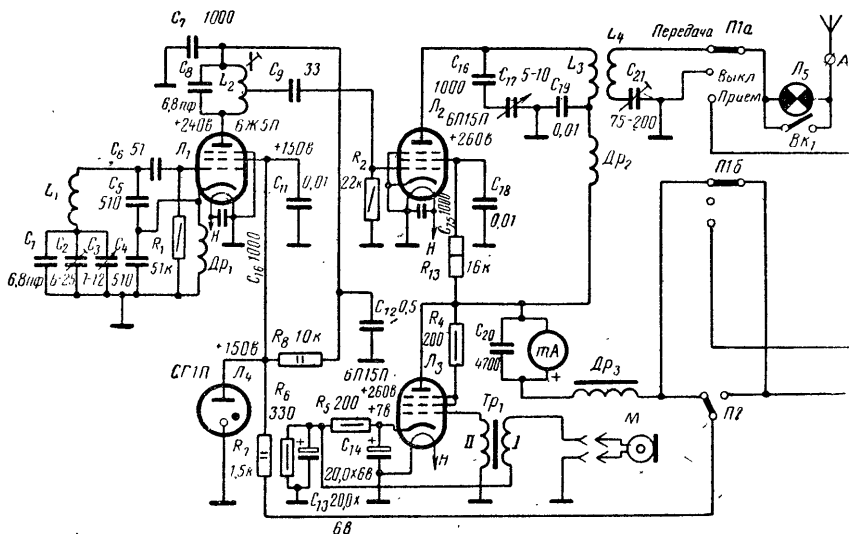 C7 1000
C8
6,8пф
L2
C9 33
+240в
6Ж5П
Л1
+150в
C6 51
L1
C5
510
C11 0,01
R1
51к
C1 C2 C3 C4
6,8пф 6-25 1-12 510
Др1
Н
C16 1000
R2
22к
C16
1000
C17 5-10
Л2
6П15П
+260в
C19
0,01
L3
L4
C21
75-200
Передача
П1а
Выкл
Прием
Л5
Вк1
А
C18
0,01
C15 1000
Н
R13
16к
Др2
П1б
+150в
R8 10к
C12 0,5
СГ1П
Л4
R6
330
R7
1,5к
R5 200
6П15П
+260в
+7в
Л3
R4
200
C14
20,0х6в
C13 20,0к
Н
C20
4700
mA
+
Др3
Тр1
II
I
М
П2
6в